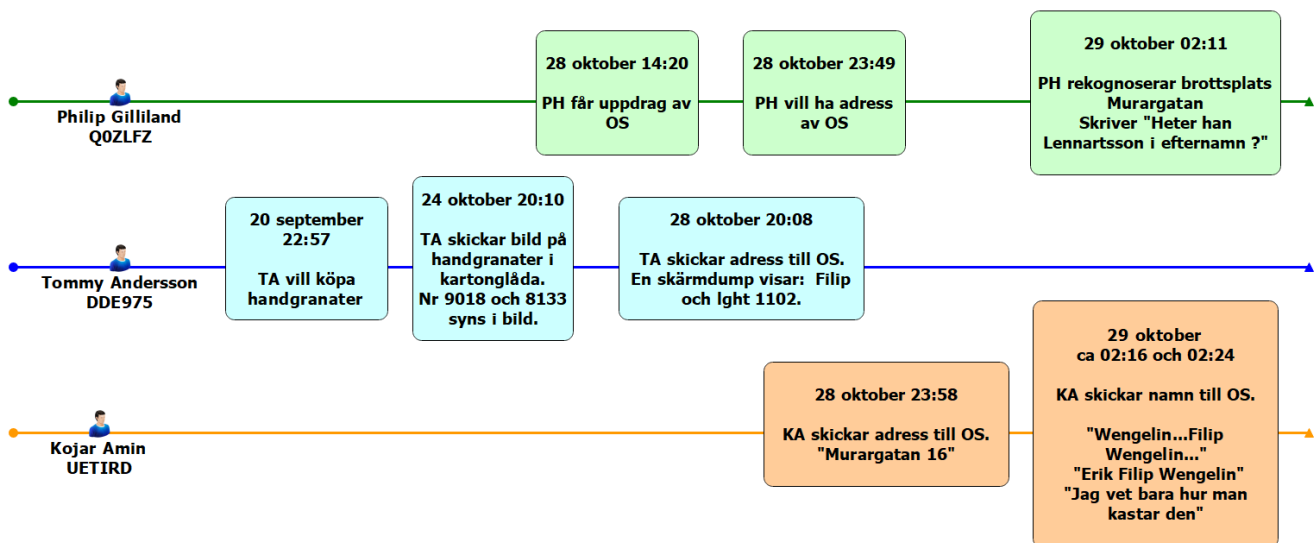 Philip Gilliland
Q0ZLFZ
28 oktober 14:20
PH får uppdrag av
OS
28 oktober 23:49
PH vill ha adress
av OS
29 oktober 02:11
PH rekognoserar brottsplats
Murargatan
Skriver "Heter han
Lennartsson i efternamn ?"
Tommy Andersson
DDE975
20 september
22:57
TA vill köpa
handgranater
24 oktober 20:10
TA skickar bild på
handgranater i
kartonglåda.
Nr 9018 och 8133
syns i bild.
28 oktober 20:08
TA skickar adress till OS.
En skärmdump visar:  Filip
och lght 1102.
Kojar Amin
UETIRD
28 oktober 23:58
KA skickar adress till OS.
"Murargatan 16"
29 oktober
ca 02:16 och 02:24
KA skickar namn till OS.
"Wengelin...Filip
Wengelin..."
"Erik Filip Wengelin"
"Jag vet bara hur man
kastar den"